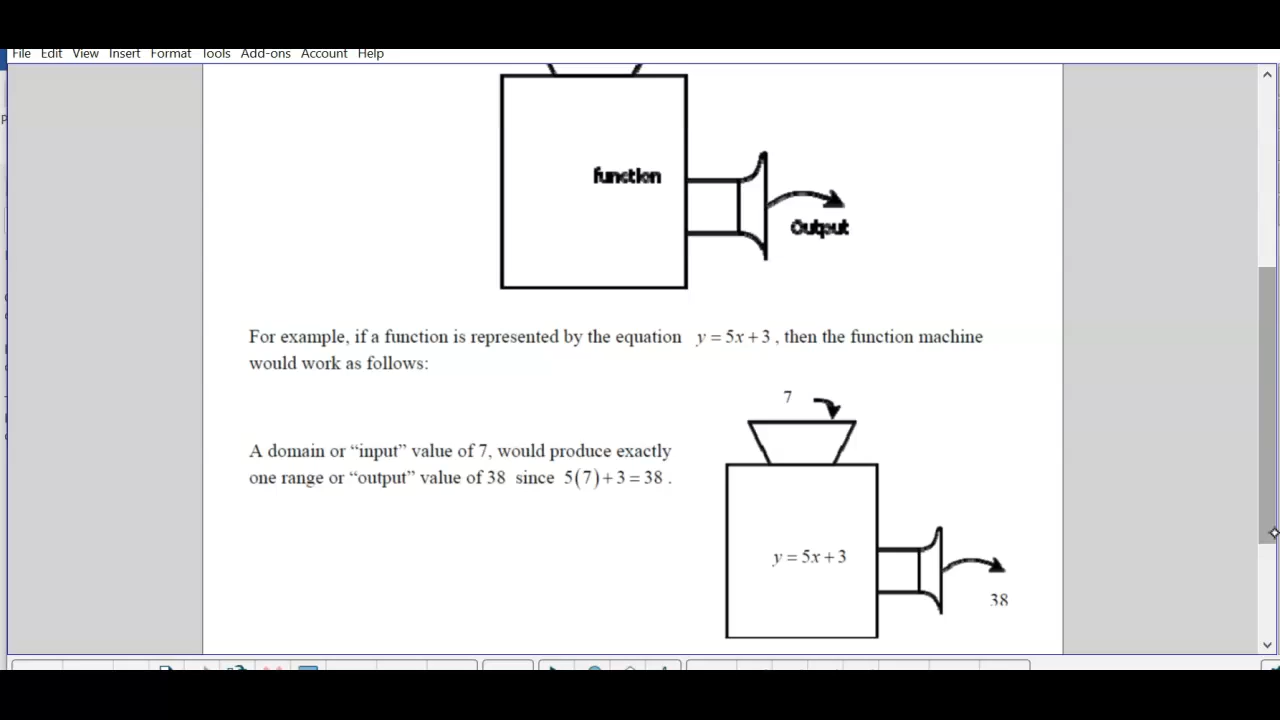 File Edit View Insert Format Tools Add-ons Account Help
function
Output
For example, if a function is represented by the equation y = 5x + 3 , then the function machine
would work as follows:
7
A domain or “input” value of 7, would produce exactly
one range or “output” value of 38 since 5(7) + 3 = 38 .
y = 5x + 3
38